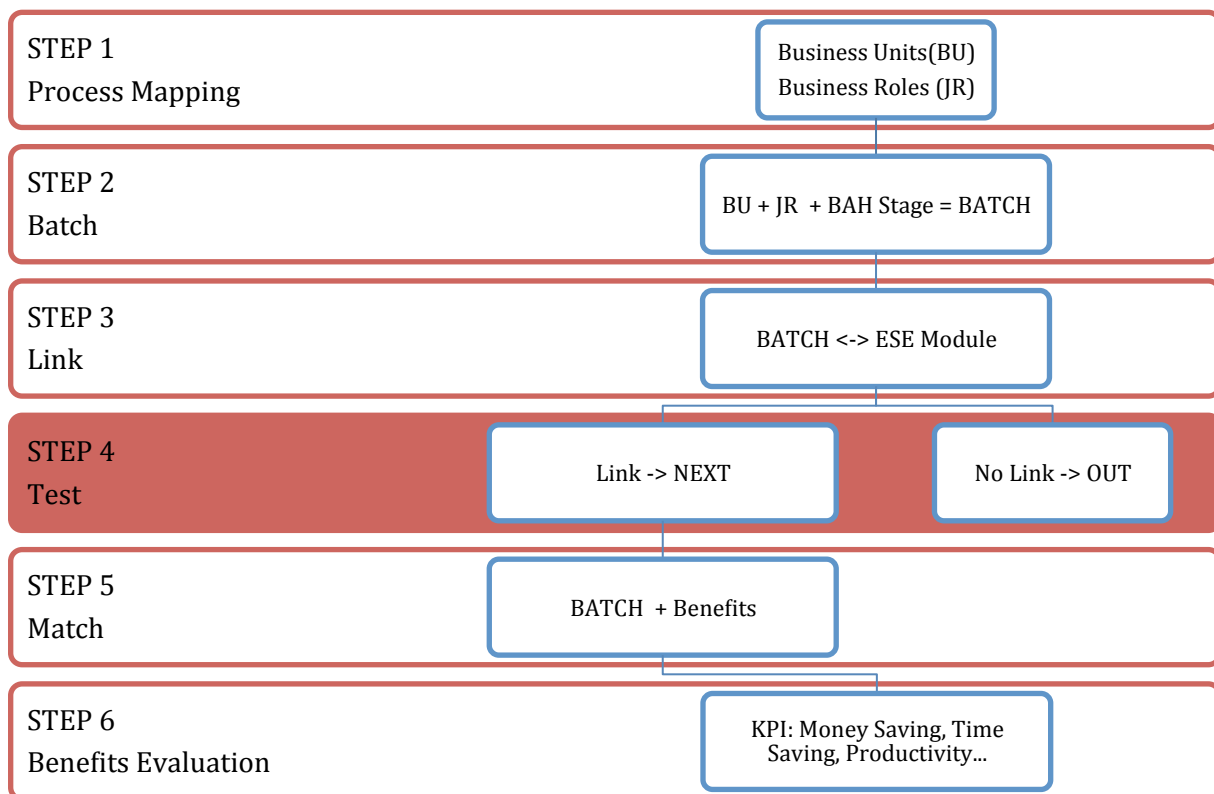 STEP 1
Process Mapping
Business Units(BU)
Business Roles (JR)
STEP 2
Batch
BU + JR + BAH Stage = BATCH
STEP 3
Link
BATCH <-> ESE Module
STEP 4
Test
Link -> NEXT
No Link -> OUT
STEP 5
Match
BATCH + Benefits
STEP 6
Benefits Evaluation
KPI: Money Saving, Time
Saving, Productivity...